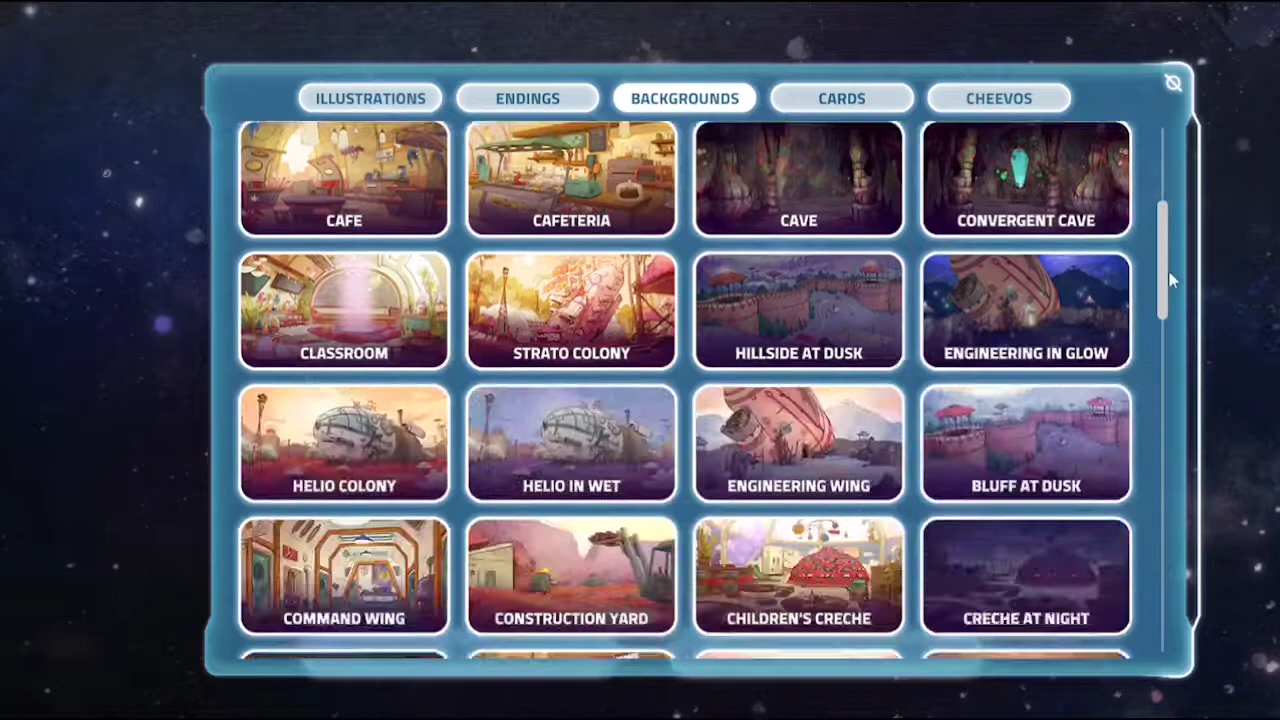 ILLUSTRATIONS
ENDINGS
BACKGROUNDS
CARDS
CHEEVOS
CAFE
CAFETERIA
CAVE
CONVERGENT CAVE
CLASSROOM
STRATO COLONY
HILLSIDE AT DUSK
ENGINEERING IN GLOW
HELIO COLONY
HELIO IN WET
ENGINEERING WING
BLUFF AT DUSK
COMMAND WING
CONSTRUCTION YARD
CHILDREN'S CRECHE
CRECHE AT NIGHT